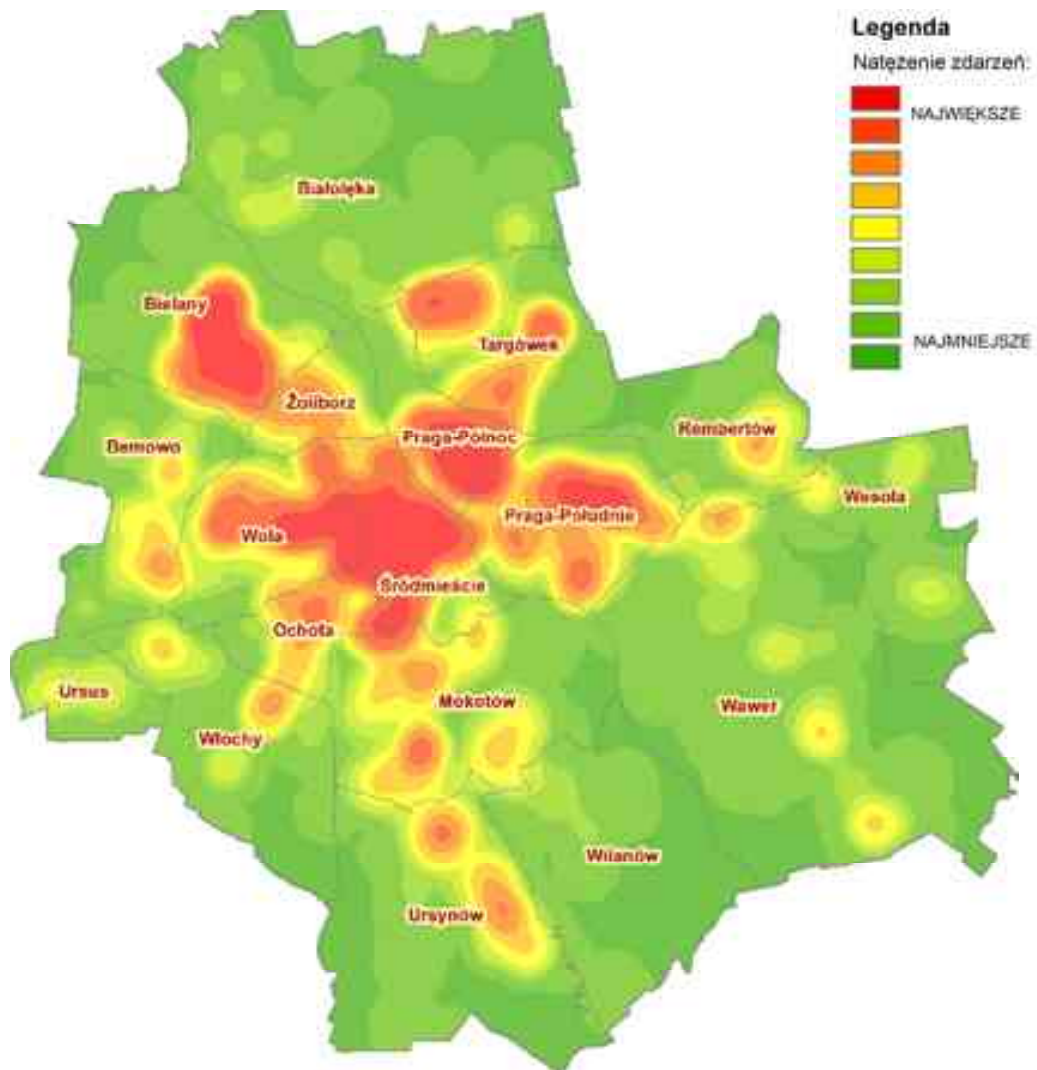 Legenda
Natężenie zdarzeń:
NAJWIĘKSZE
NAJMNIEJSZE
Białołęka
Bielany
Targówek
Żoliborz
Rembertów
Praga-Północ
Bemowo
Wesoła
Praga-Południe
Wola
Śródmieście
Ochota
Ursus
Mokotów
Wawer
Włochy
Wilanów
Ursynów